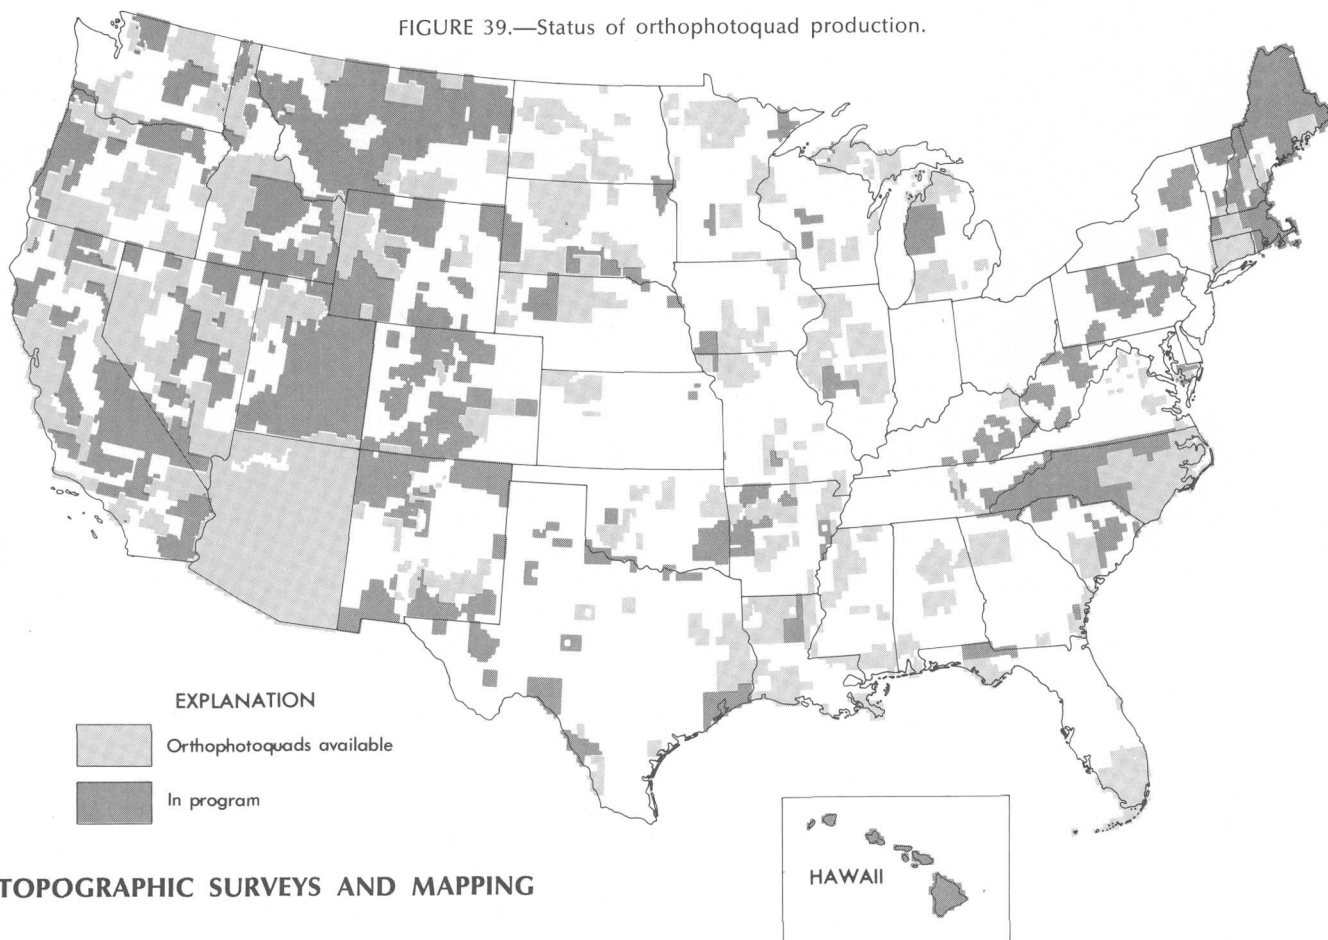 FIGURE 39.—Status of orthophotoquad production.
EXPLANATION
Orthophotoquads available
In program
HAWAII
TOPOGRAPHIC SURVEYS AND MAPPING